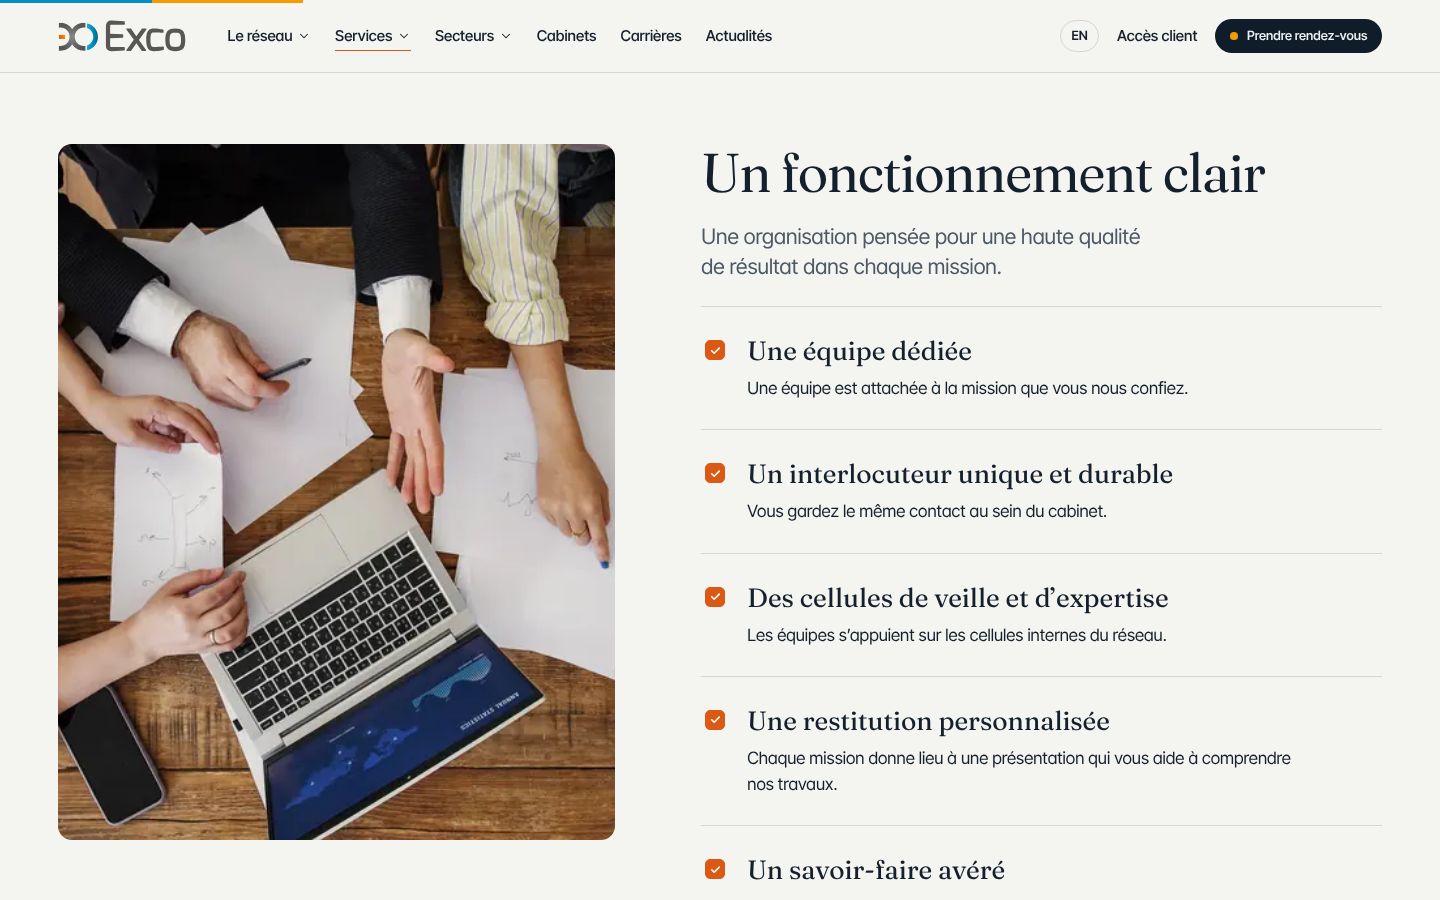 Exco
Le réseau
Services
Secteurs
Cabinets
Carrières
Actualités
EN
Accès client
Prendre rendez-vous
Un fonctionnement clair
Une organisation pensée pour une haute qualité
de résultat dans chaque mission.
Une équipe dédiée
Une équipe est attachée à la mission que vous nous confiez.
Un interlocuteur unique et durable
Vous gardez le même contact au sein du cabinet.
Des cellules de veille et d’expertise
Les équipes s’appuient sur les cellules internes du réseau.
Une restitution personnalisée
Chaque mission donne lieu à une présentation qui vous aide à comprendre
nos travaux.
Un savoir-faire avéré
ANNUAL STATISTICS